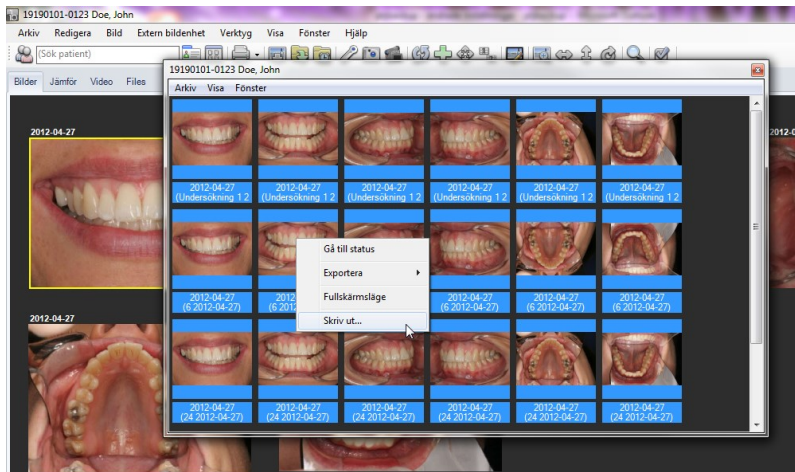 19190101-0123 Doe, John
Arkiv Redigera Bild Extern bildenhet Verktyg Visa Fönster Hjälp
(Sök patient)
Bilder Jämför Video Files
19190101-0123 Doe, John
Arkiv Visa Fönster
2012-04-27
2012-0
2012-04-27 2012-04-27 2012-04-27 2012-04-27 2012-04-27 2012-04-27
(Undersökning 1 2 (Undersökning 1 2 (Undersökning 1 2 (Undersökning 1 2 (Undersökning 1 2 (Undersökning 1 2
Gå till status
Exportera
Fullskärmsläge
Skriv ut...
2012-04-27 2012 2012-04-27 2012-04-27 2012-04-27
(6 2012-04-27) (6 201 (6 2012-04-27) (6 2012-04-27) (6 2012-04-27)
2012-04-27
2012-04-27 2012-04-27 2012-04-27 2012-04-27 2012-04-27 2012-04-27
(24 2012-04-27) (24 2012-04-27) (24 2012-04-27) (24 2012-04-27) (24 2012-04-27) (24 2012-04-27)